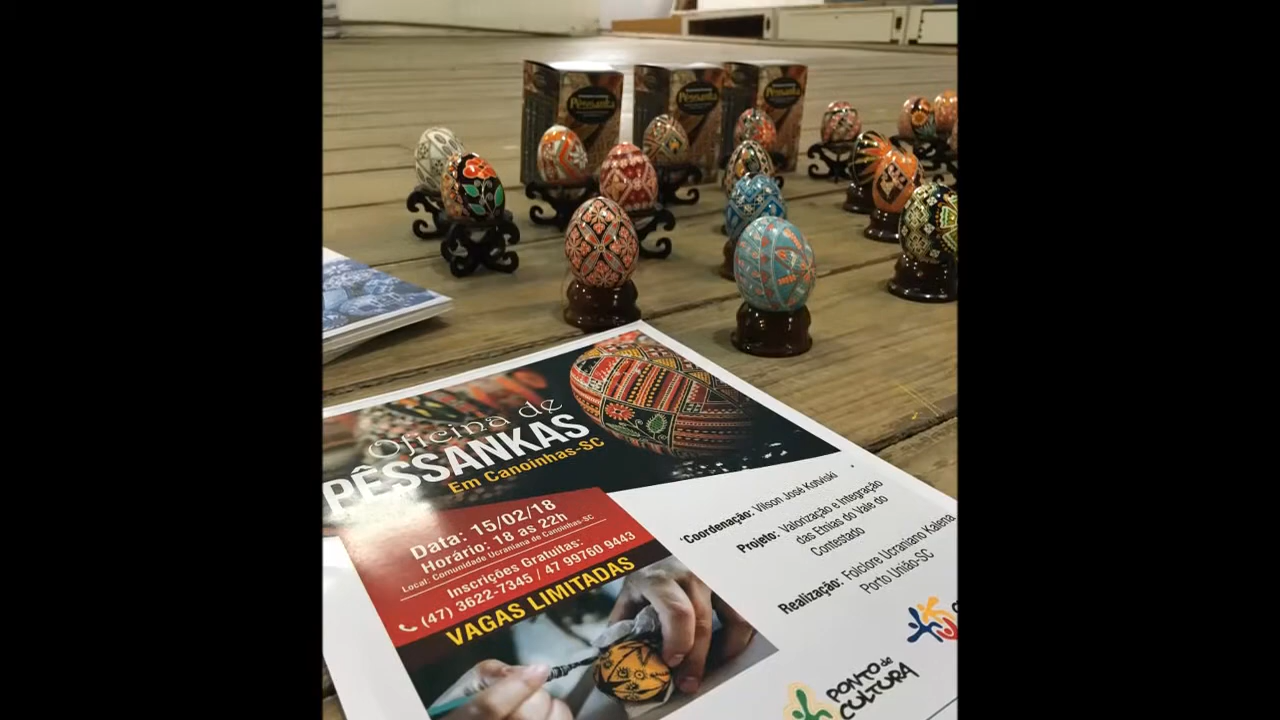 Pêssanka
Pêssanka
Pêssanka
Oficina de
PÊSSANKAS
Em Canoinhas-SC
Data: 15/02/18
Horário: 18 as 22h
Local: Comunidade Ucraniana de Canoinhas-SC
Inscrições Gratuitas:
(47) 3622-7345 / 47 99760 9443
VAGAS LIMITADAS
Coordenação: Vilson José Kotviski
Projeto: Valorização e Integração
das Etnias do Vale do
Contestado
Realização: Folclore Ucraniano Kalena
Porto União-SC
PONTO de
CULTURA